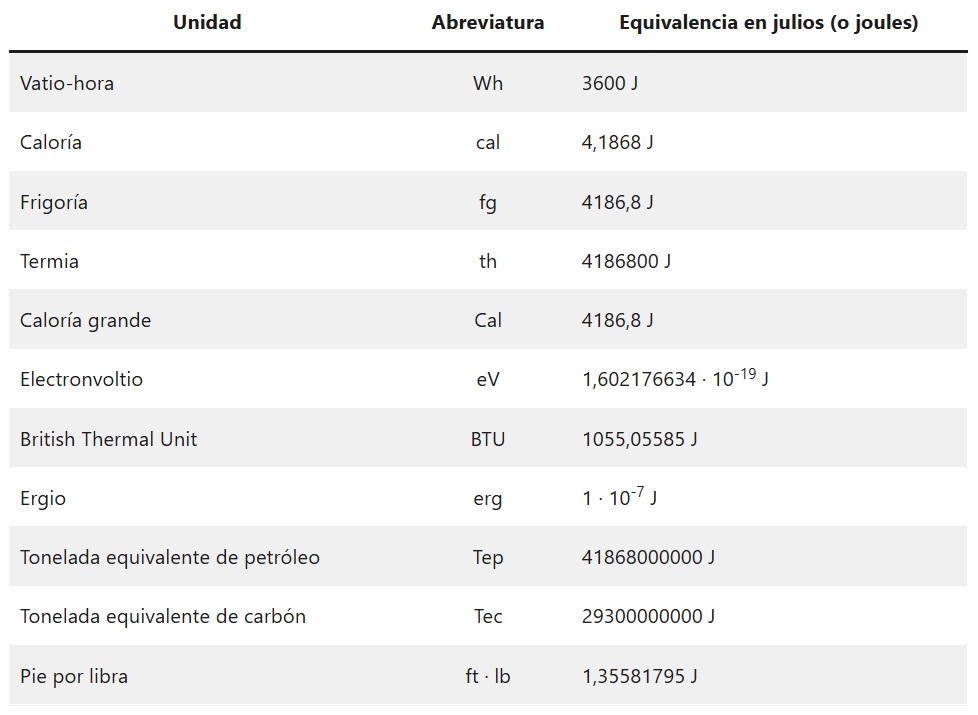 Unidad Abreviatura Equivalencia en julios (o joules)
Vatio-hora Wh 3600 J
Caloría cal 4,1868 J
Frigoría fg 4186,8 J
Termia th 4186800 J
Caloría grande Cal 4186,8 J
Electronvoltio eV 1,602176634 · 10⁻¹⁹ J
British Thermal Unit BTU 1055,05585 J
Ergio erg 1 · 10⁻⁷ J
Tonelada equivalente de petróleo Tep 41868000000 J
Tonelada equivalente de carbón Tec 29300000000 J
Pie por libra ft · lb 1,35581795 J